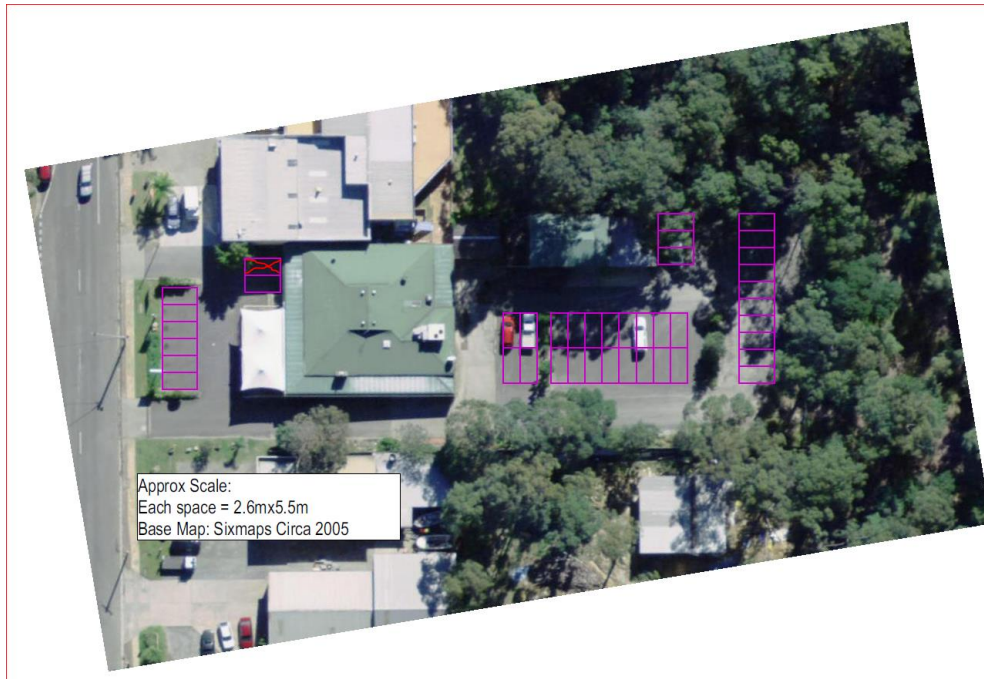 Approx Scale:
Each space = 2.6mx5.5m
Base Map: Sixmaps Circa 2005